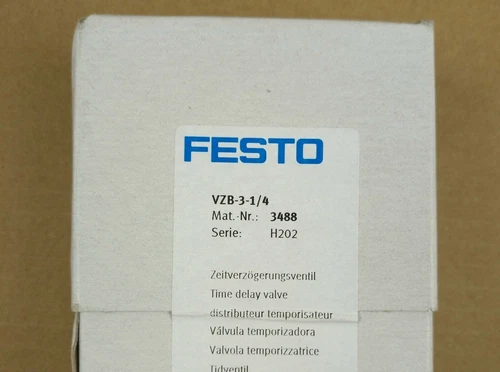 FESTO
VZB-3-1/4
Mat.-Nr.: 3488
Serie: H202
Zeitverzögerungsventil
Time delay valve
distributeur temporisateur
Válvula temporizadora
Valvola temporizzatrice
Tidventil